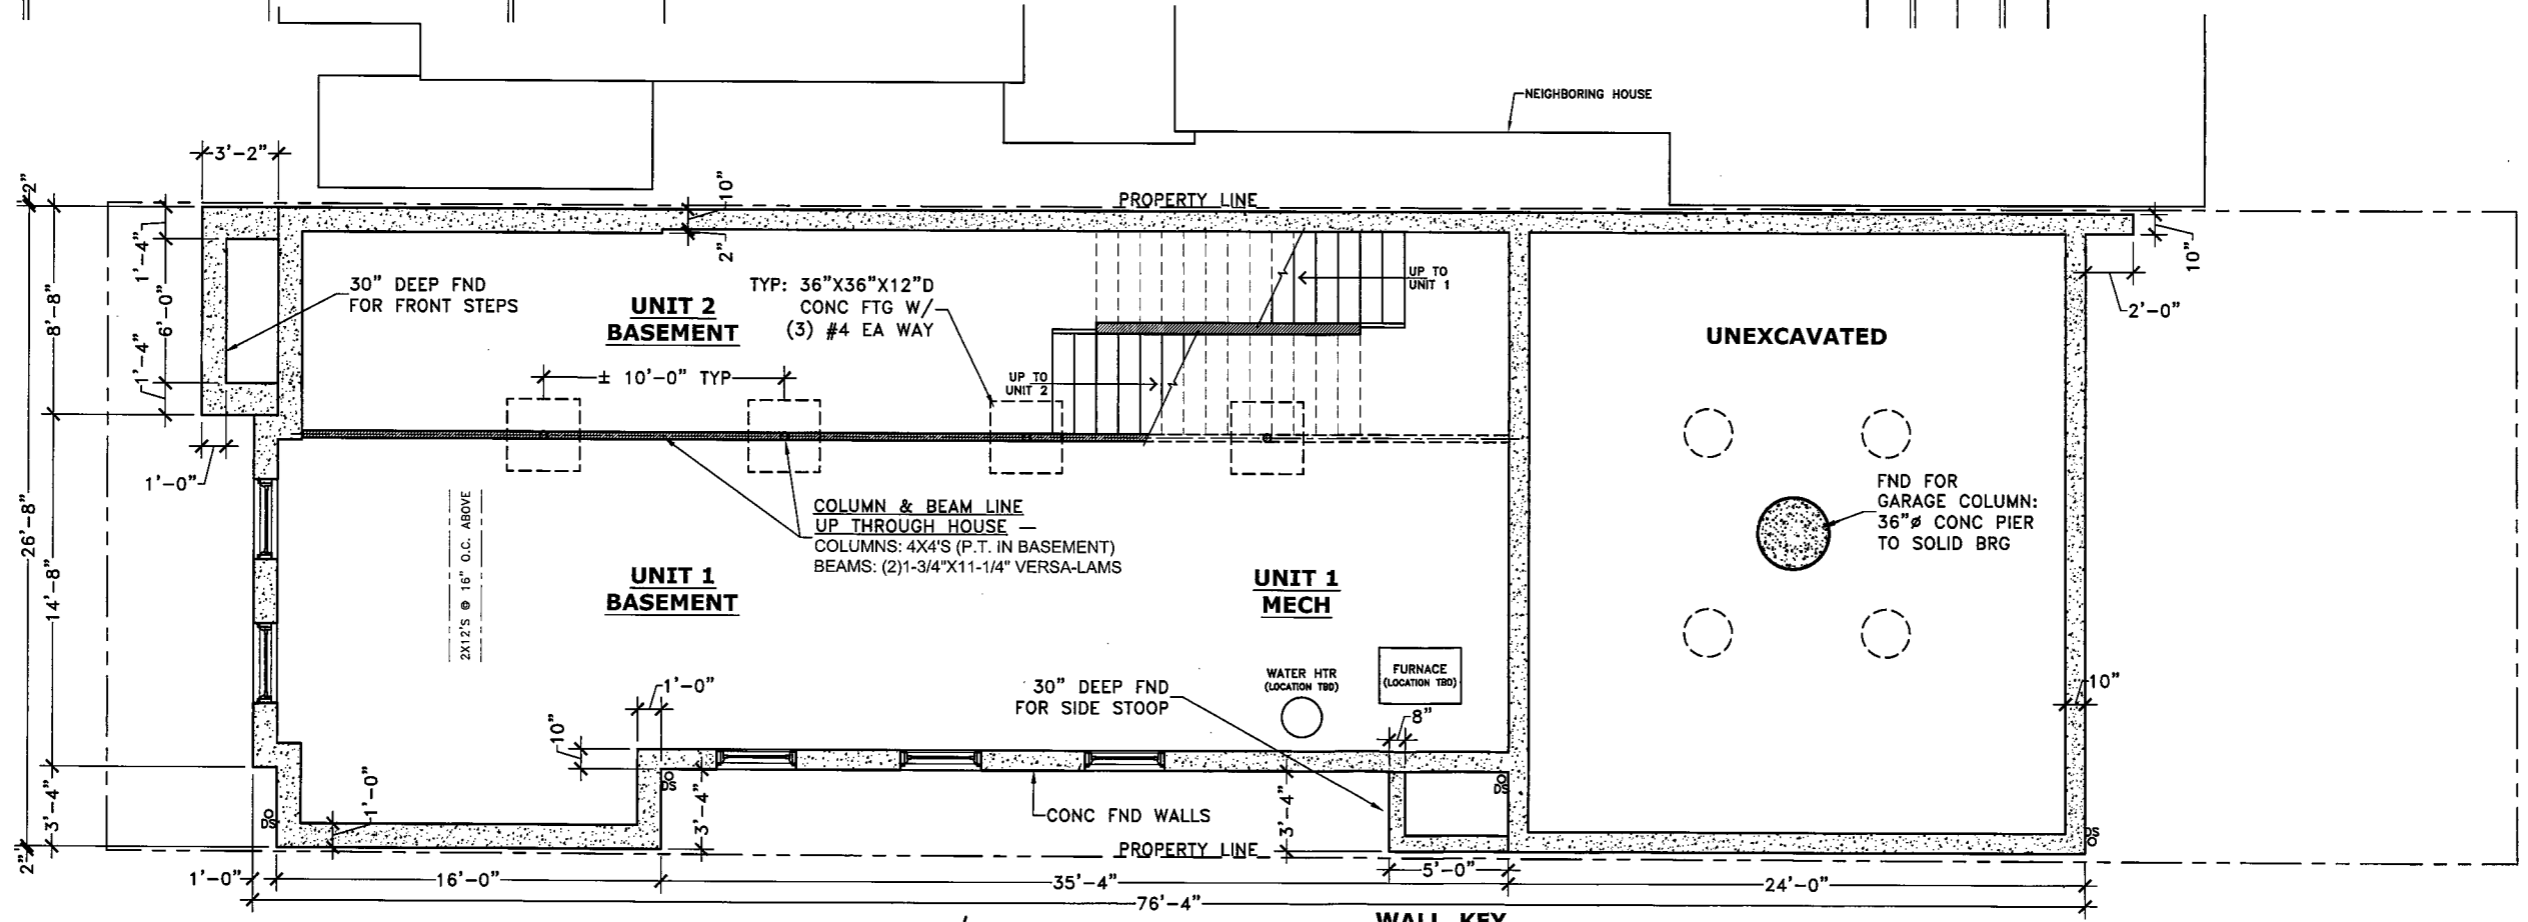 NEIGHBORING HOUSE
3'-2"
2"
10"
PROPERTY LINE
1'-4"
2"
10"
30" DEEP FND
FOR FRONT STEPS
UNIT 2
BASEMENT
TYP: 36"X36"X12"D
CONC FTG W/
(3) #4 EA WAY
UP TO
UNIT 1
2'-0"
8'-8"
6'-0"
UNEXCAVATED
1'-4"
± 10'-0" TYP
UP TO
UNIT 2
1'-0"
26'-8"
2X12'S @ 16" O.C. ABOVE
COLUMN & BEAM LINE
UP THROUGH HOUSE —
COLUMNS: 4X4'S (P.T. IN BASEMENT)
BEAMS: (2)1-3/4"X11-1/4" VERSA-LAMS
FND FOR
GARAGE COLUMN:
36"ø CONC PIER
TO SOLID BRG
14'-8"
UNIT 1
BASEMENT
UNIT 1
MECH
WATER HTR
(LOCATION TBD)
FURNACE
(LOCATION TBD)
1'-0"
30" DEEP FND
FOR SIDE STOOP
10"
8"
10"
DS
DS
3'-4"
1'-0"
DS
3'-4"
CONC FND WALLS
3'-4"
DS
2"
PROPERTY LINE
1'-0"
16'-0"
35'-4"
5'-0"
24'-0"
76'-4"
WALL KEY